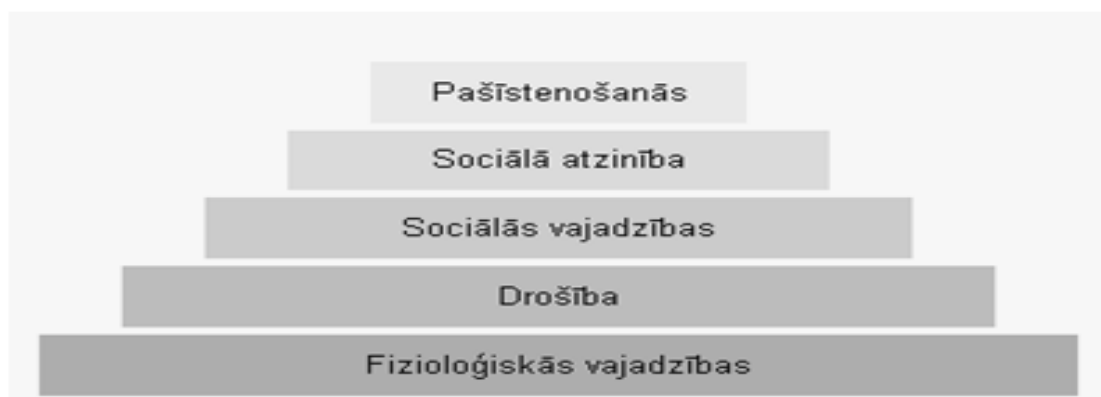 Pašīstenošanās
Sociālā atzinība
Sociālās vajadzības
Drošība
Fizioloģiskās vajadzības